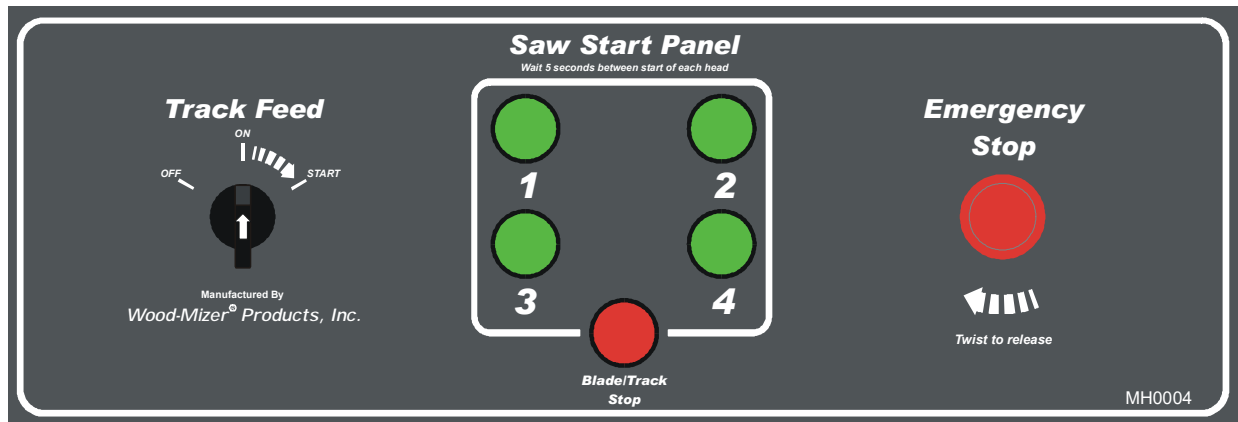 Saw Start Panel
Wait 5 seconds between start of each head
Track Feed
ON
OFF
START
Manufactured By
Wood-Mizer® Products, Inc.
1
2
3
4
Blade/Track
Stop
Emergency
Stop
Twist to release
MH0004